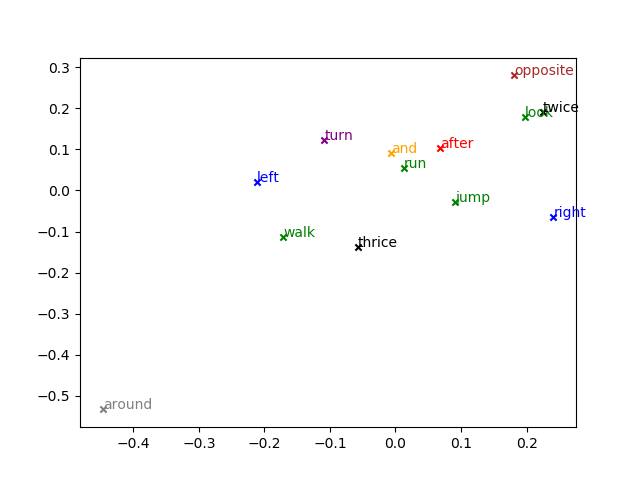 0.3
0.2
0.1
0.0
−0.1
−0.2
−0.3
−0.4
−0.5
opposite
look
twice
turn
and
after
run
left
jump
right
walk
thrice
around
−0.4 −0.3 −0.2 −0.1 0.0 0.1 0.2